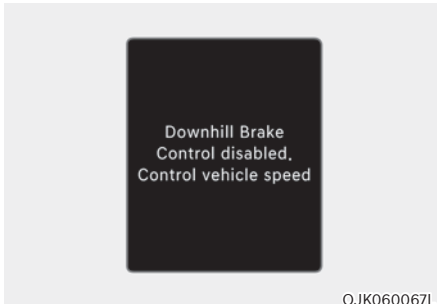 Downhill Brake
Control disabled.
Control vehicle speed
OJK060067L